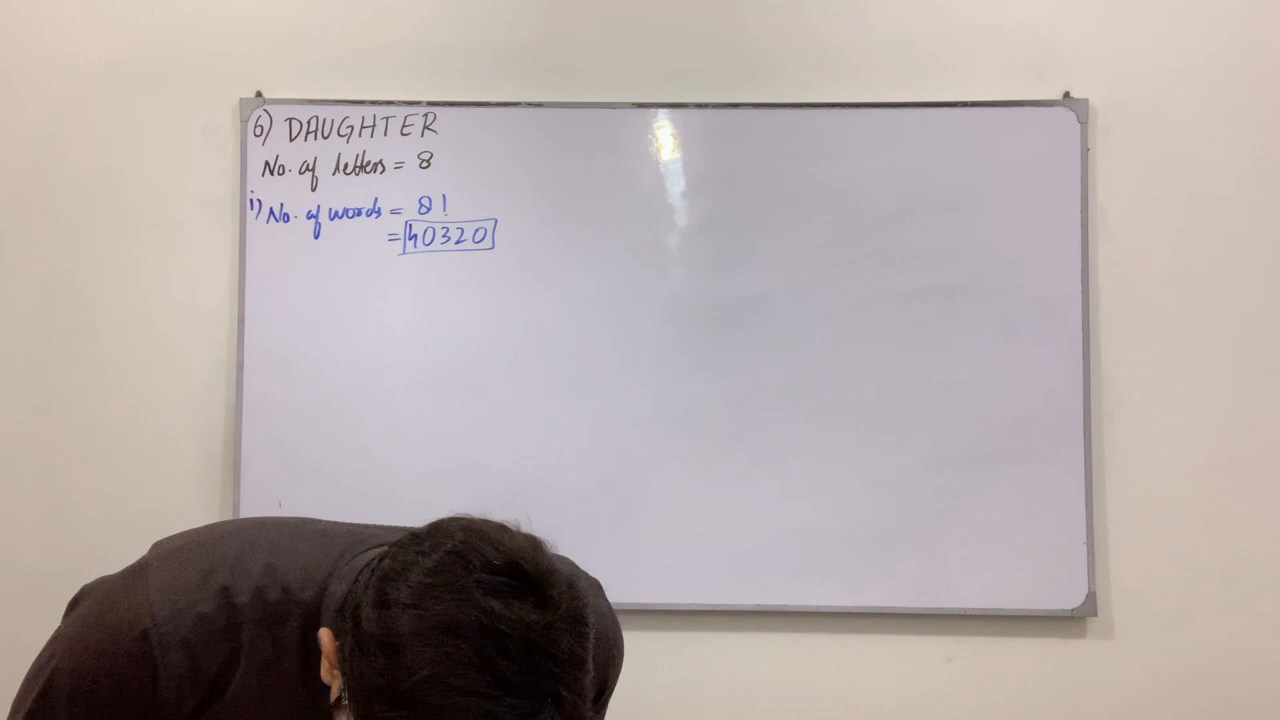 6) DAUGHTER
No. of letters = 8
i) No. of words = 8!
= 40320